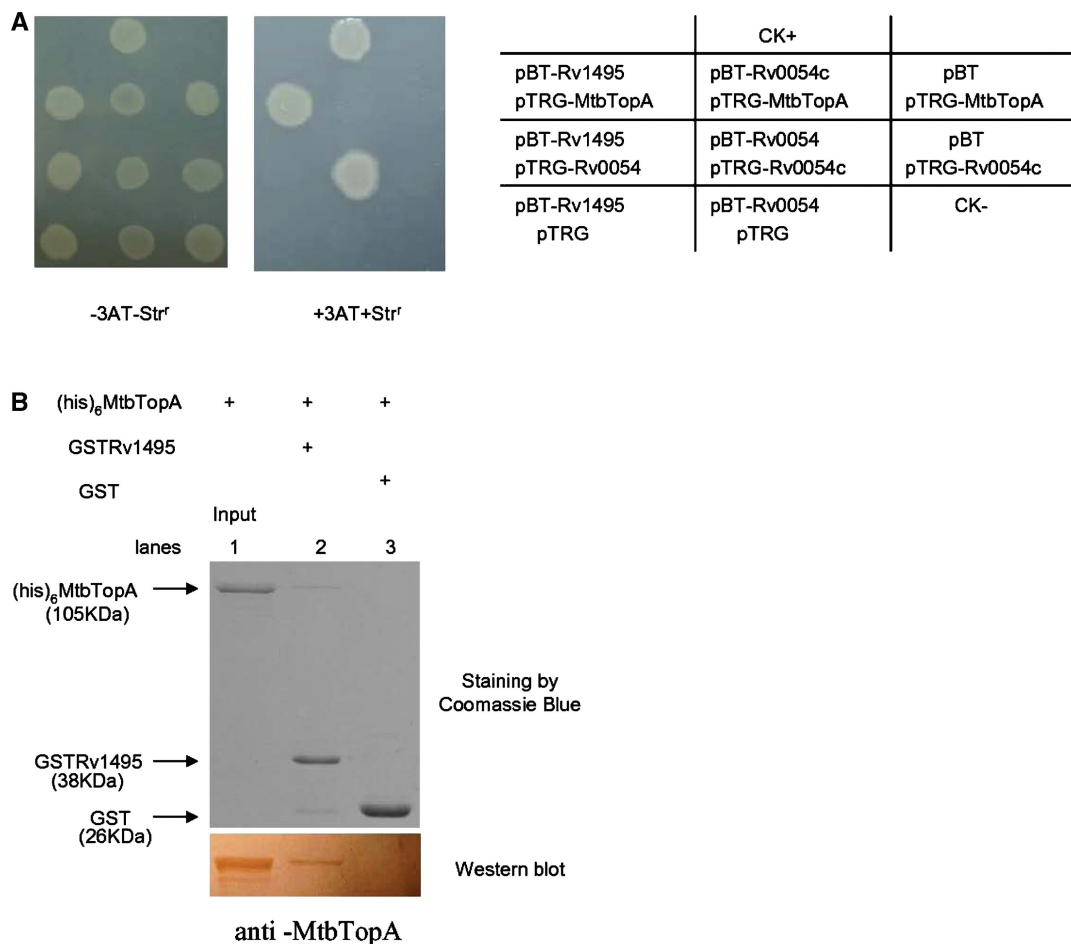 A
CK+
pBT-Rv1495 pBT-Rv0054c pBT
pTRG-MtbTopA pTRG-MtbTopA pTRG-MtbTopA
pBT-Rv1495 pBT-Rv0054 pBT
pTRG-Rv0054 pTRG-Rv0054c pTRG-Rv0054c
pBT-Rv1495 pBT-Rv0054 CK-
pTRG pTRG
-3AT-Strʳ +3AT+Strʳ
B (his)₆MtbTopA + + +
GSTRv1495 +
GST +
Input
lanes 1 2 3
(his)₆MtbTopA
(105KDa)
Staining by
Coomassie Blue
GSTRv1495
(38KDa)
GST
(26KDa)
Western blot
anti -MtbTopA